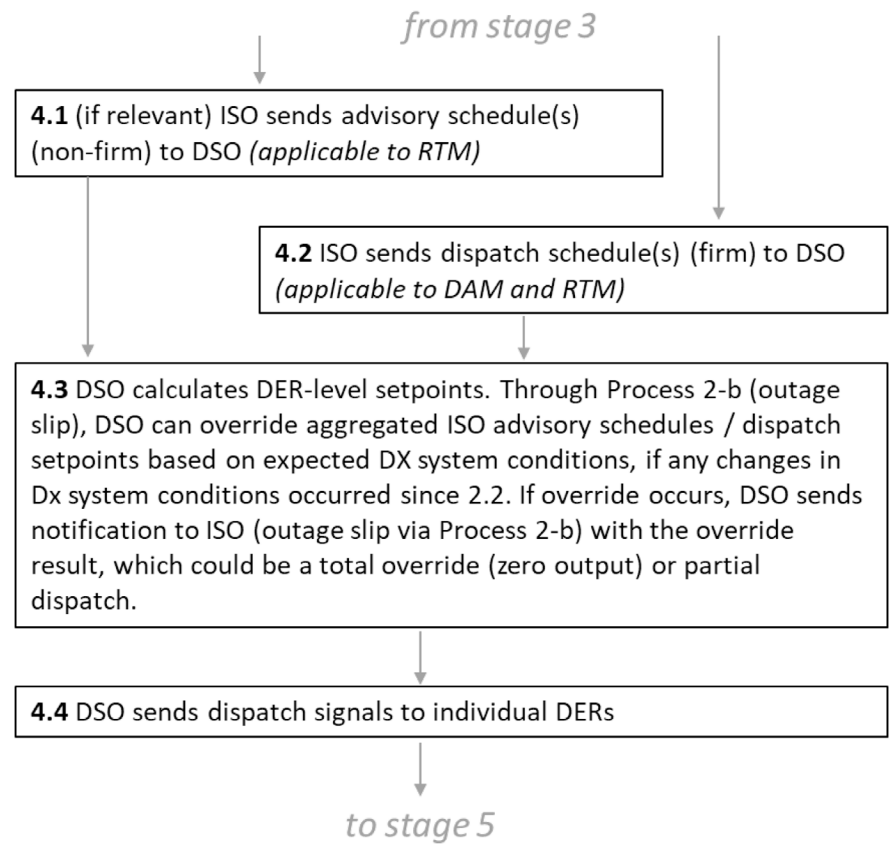 from stage 3
4.1 (if relevant) ISO sends advisory schedule(s)
(non-firm) to DSO (applicable to RTM)
4.2 ISO sends dispatch schedule(s) (firm) to DSO
(applicable to DAM and RTM)
4.3 DSO calculates DER-level setpoints. Through Process 2-b (outage
slip), DSO can override aggregated ISO advisory schedules / dispatch
setpoints based on expected DX system conditions, if any changes in
Dx system conditions occurred since 2.2. If override occurs, DSO sends
notification to ISO (outage slip via Process 2-b) with the override
result, which could be a total override (zero output) or partial
dispatch.
4.4 DSO sends dispatch signals to individual DERs
to stage 5